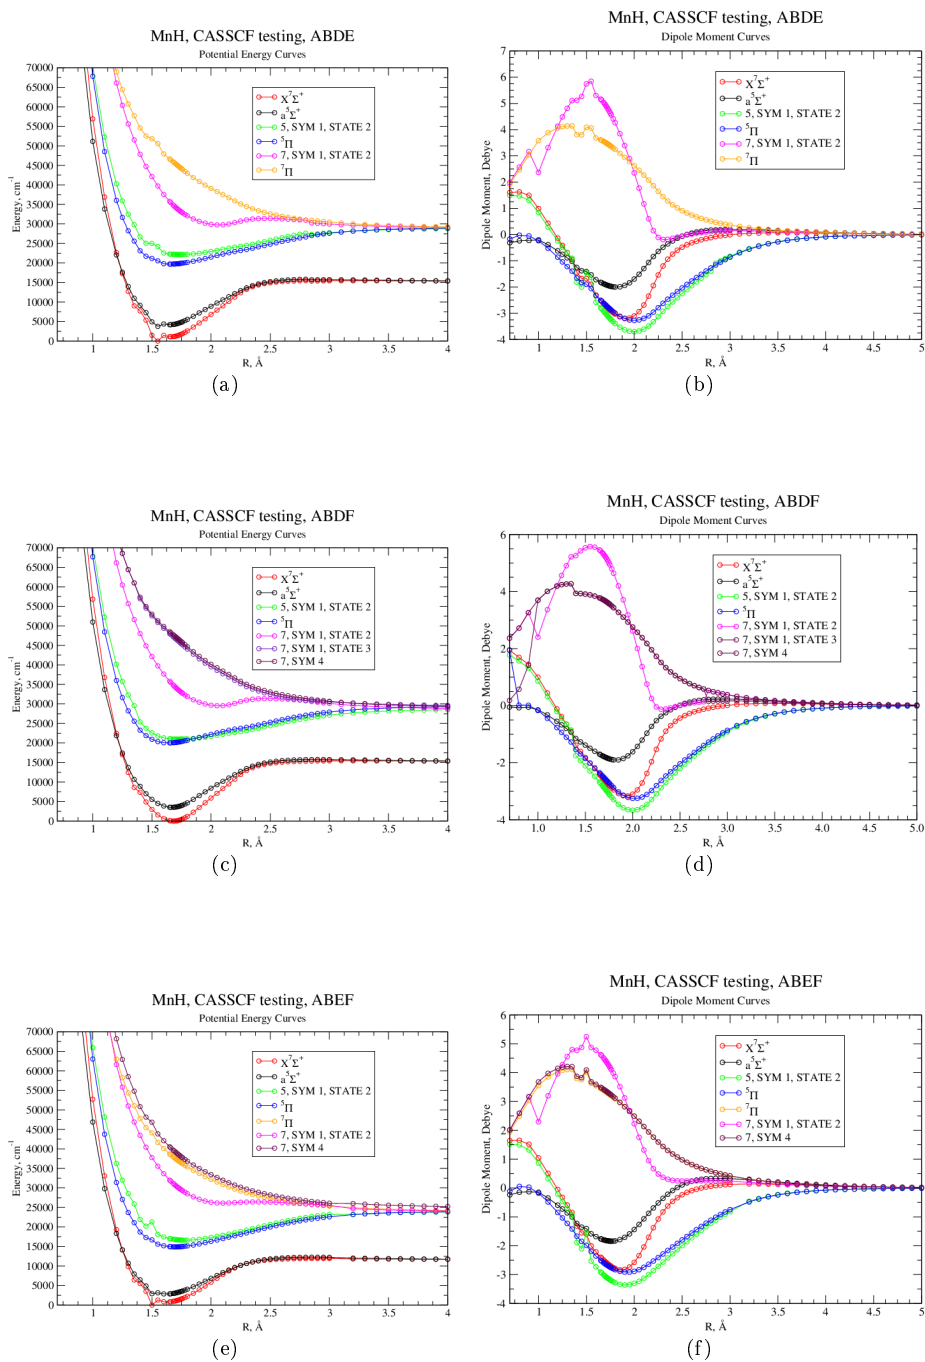 MnH, CASSCF testing, ABDE
Potential Energy Curves
70000
65000
60000
55000
50000
45000
40000
35000
30000
25000
20000
15000
10000
5000
0
Energy, cm⁻¹
X⁷Σ⁺
a⁵Σ⁺
5, SYM 1, STATE 2
⁵Π
7, SYM 1, STATE 2
⁷Π
1 1.5 2 2.5 3 3.5 4
R, Å
(a)
MnH, CASSCF testing, ABDE
Dipole Moment Curves
7
6
5
4
3
2
1
0
-1
-2
-3
-4
Dipole Moment, Debye
X⁷Σ⁺
a⁵Σ⁺
5, SYM 1, STATE 2
⁵Π
7, SYM 1, STATE 2
⁷Π
1 1.5 2 2.5 3 3.5 4 4.5 5
R, Å
(b)
MnH, CASSCF testing, ABDF
Potential Energy Curves
70000
65000
60000
55000
50000
45000
40000
35000
30000
25000
20000
15000
10000
5000
0
Energy, cm⁻¹
X⁷Σ⁺
a⁵Σ⁺
5, SYM 1, STATE 2
⁵Π
7, SYM 1, STATE 2
7, SYM 1, STATE 3
7, SYM 4
1 1.5 2 2.5 3 3.5 4
R, Å
(c)
MnH, CASSCF testing, ABDF
Dipole Moment Curves
6
4
2
0
-2
-4
Dipole Moment, Debye
X⁷Σ⁺
a⁵Σ⁺
5, SYM 1, STATE 2
⁵Π
7, SYM 1, STATE 2
7, SYM 1, STATE 3
7, SYM 4
1.0 1.5 2.0 2.5 3.0 3.5 4.0 4.5 5.0
R, Å
(d)
MnH, CASSCF testing, ABEF
Potential Energy Curves
70000
65000
60000
55000
50000
45000
40000
35000
30000
25000
20000
15000
10000
5000
0
Energy, cm⁻¹
X⁷Σ⁺
a⁵Σ⁺
5, SYM 1, STATE 2
⁵Π
⁷Π
7, SYM 1, STATE 2
7, SYM 4
1 1.5 2 2.5 3 3.5 4
R, Å
(e)
MnH, CASSCF testing, ABEF
Dipole Moment Curves
6
5
4
3
2
1
0
-1
-2
-3
-4
Dipole Moment, Debye
X⁷Σ⁺
a⁵Σ⁺
5, SYM 1, STATE 2
⁵Π
⁷Π
7, SYM 1, STATE 2
7, SYM 4
1 1.5 2 2.5 3 3.5 4 4.5 5
R, Å
(f)